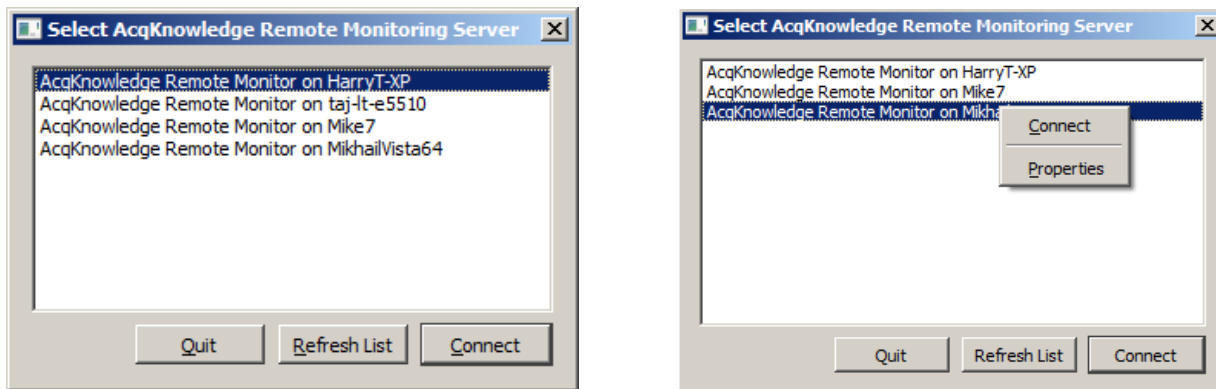 Select AcqKnowledge Remote Monitoring Server
AcqKnowledge Remote Monitor on HarryT-XP
AcqKnowledge Remote Monitor on taj-lt-e5510
AcqKnowledge Remote Monitor on Mike7
AcqKnowledge Remote Monitor on MikhailVista64
Quit Refresh List Connect
Select AcqKnowledge Remote Monitoring Server
AcqKnowledge Remote Monitor on HarryT-XP
AcqKnowledge Remote Monitor on Mike7
AcqKnowledge Remote Monitor on
Connect
Properties
Quit Refresh List Connect